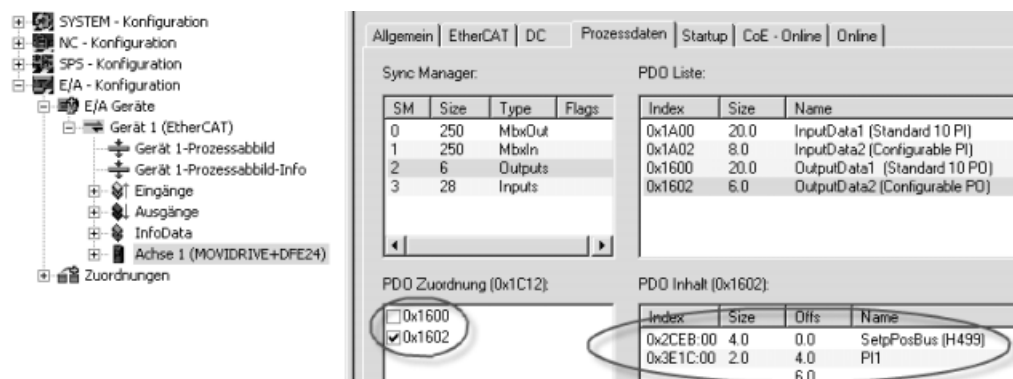 SYSTEM - Konfiguration
NC - Konfiguration
SPS - Konfiguration
E/A - Konfiguration
E/A Geräte
Gerät 1 (EtherCAT)
Gerät 1-Prozessabbild
Gerät 1-Prozessabbild-Info
Eingänge
Ausgänge
InfoData
Achse 1 (MOVIDRIVE+DFE24)
Zuordnungen
Allgemein EtherCAT DC Prozessdaten Startup CoE - Online Online
Sync Manager:
SM Size Type Flags
0 250 MbxOut
1 250 MbxIn
2 6 Outputs
3 28 Inputs
PDO Liste:
Index Size Name
0x1A00 20.0 InputData1 (Standard 10 PI)
0x1A02 8.0 InputData2 (Configurable PI)
0x1600 20.0 OutputData1 (Standard 10 PO)
0x1602 6.0 OutputData2 (Configurable PO)
PDO Zuordnung (0x1C12):
0x1600
0x1602
PDO Inhalt (0x1602):
Index Size Offs Name
0x2CEB:00 4.0 0.0 SetpPosBus (H499)
0x3E1C:00 2.0 4.0 PI1
6.0